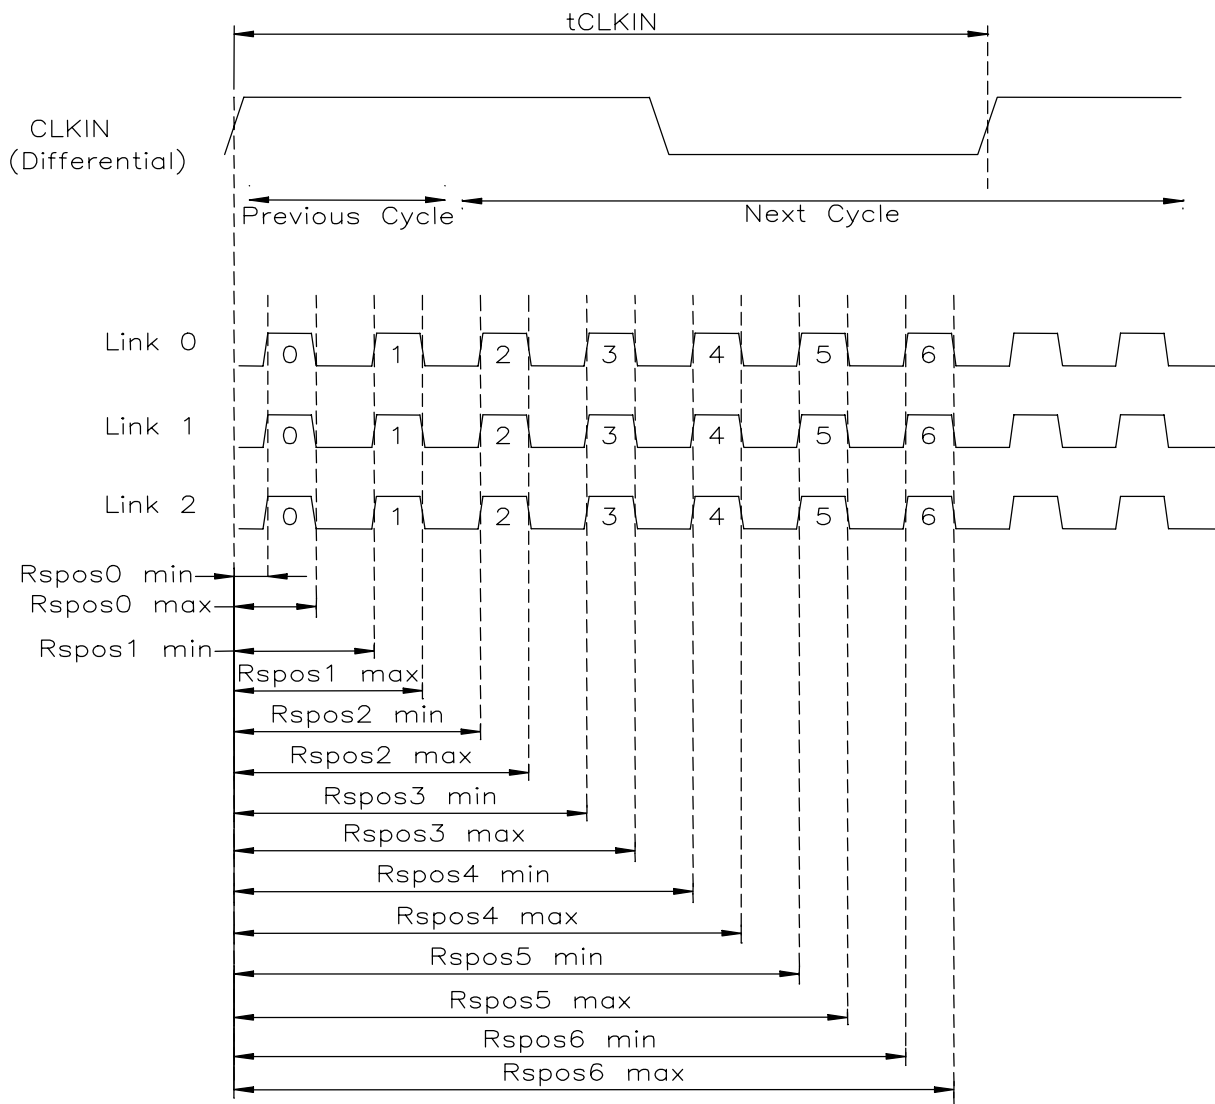 tCLKIN
CLKIN
(Differential)
Previous Cycle
Next Cycle
Link 0
0 1 2 3 4 5 6
Link 1
0 1 2 3 4 5 6
Link 2
0 1 2 3 4 5 6
Rspos0 min
Rspos0 max
Rspos1 min
Rspos1 max
Rspos2 min
Rspos2 max
Rspos3 min
Rspos3 max
Rspos4 min
Rspos4 max
Rspos5 min
Rspos5 max
Rspos6 min
Rspos6 max